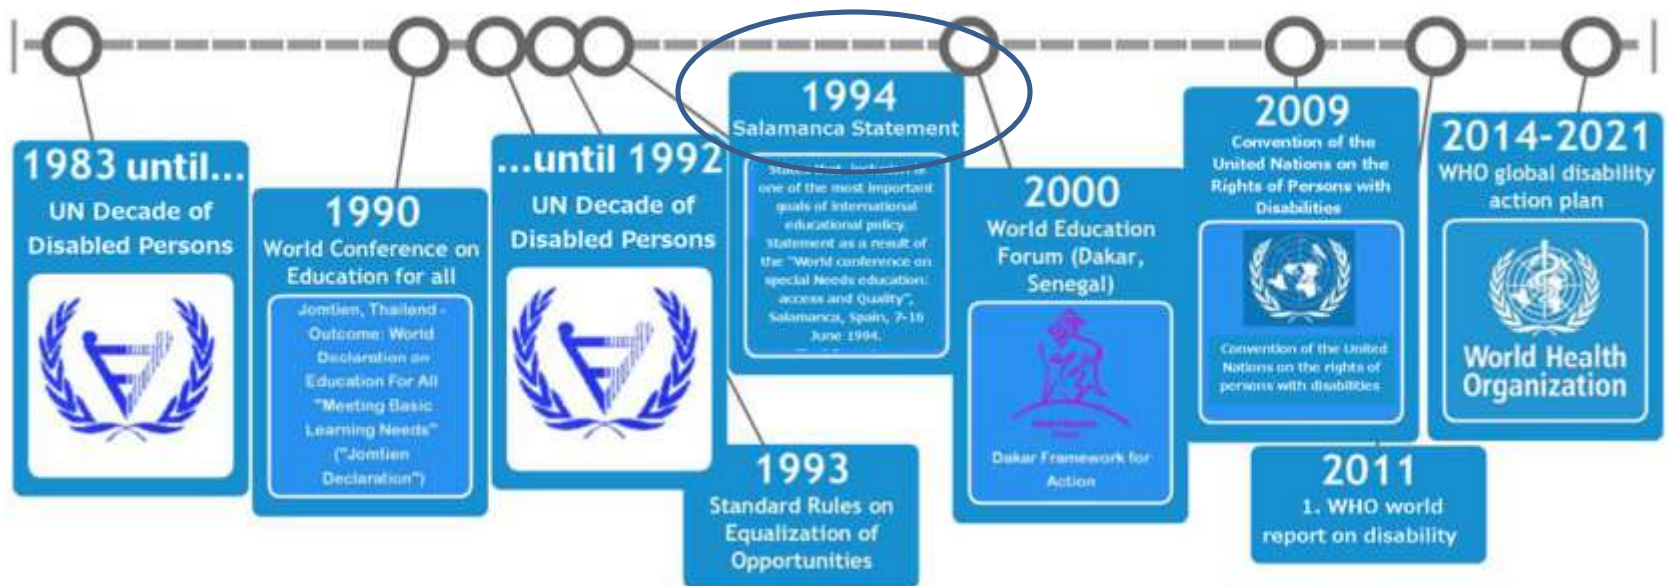 1983 until...
UN Decade of
Disabled Persons
1990
World Conference on
Education for all
Jomtien, Thailand -
Outcome: World
Declaration on
Education For All
"Meeting Basic
Learning Needs"
("Jomtien
Declaration")
...until 1992
UN Decade of
Disabled Persons
1993
Standard Rules on
Equalization of
Opportunities
1994
Salamanca Statement
one of the most important
goals of international
educational policy.
Statement as a result of
the "World conference on
special Needs education:
access and Quality",
Salamanca, Spain, 7-10
June 1994.
2000
World Education
Forum (Dakar,
Senegal)
Dakar Framework for
Action
2009
Convention of the
United Nations on the
Rights of Persons with
Disabilities
Convention of the United
Nations on the rights of
persons with disabilities
2011
1. WHO world
report on disability
2014-2021
WHO global disability
action plan
World Health
Organization